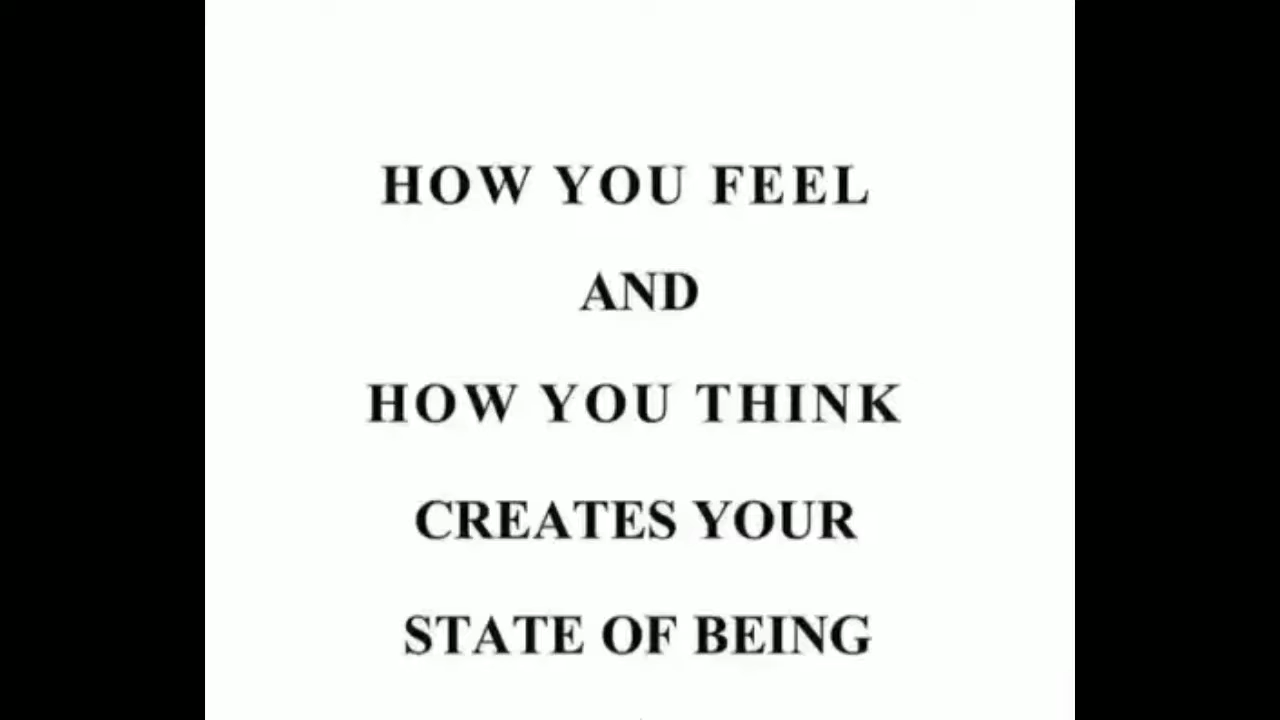 HOW YOU FEEL
AND
HOW YOU THINK
CREATES YOUR
STATE OF BEING